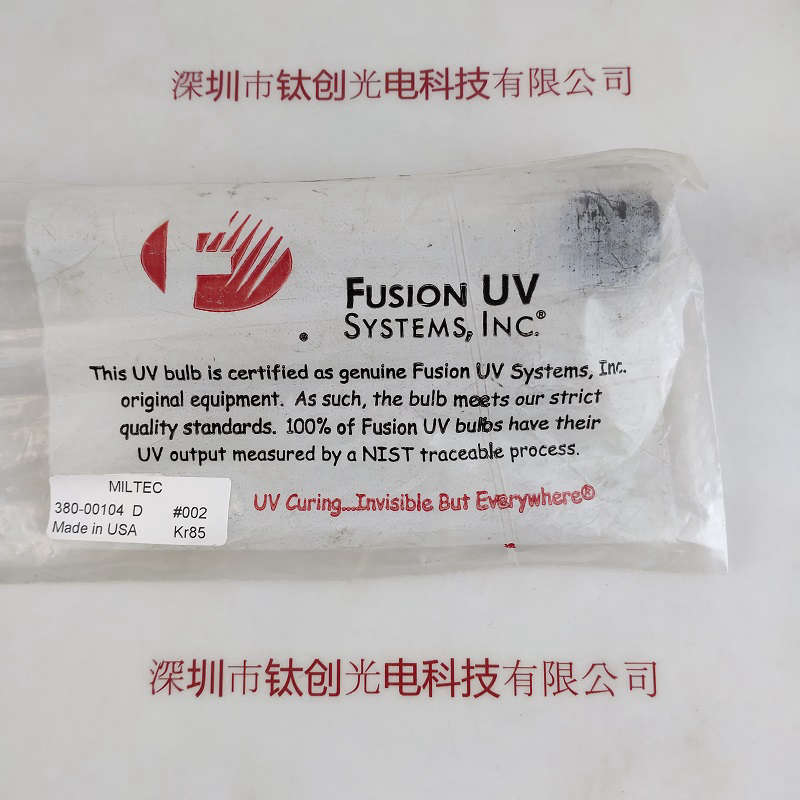 深圳市钛创光电科技有限公司
FUSION UV
SYSTEMS, INC.®
This UV bulb is certified as genuine Fusion UV Systems, Inc.
original equipment. As such, the bulb meets our strict
quality standards. 100% of Fusion UV bulbs have their
UV output measured by a NIST traceable process.
UV Curing....Invisible But Everywhere®
MILTEC
380-00104 D #002
Made in USA Kr85
深圳市钛创光电科技有限公司